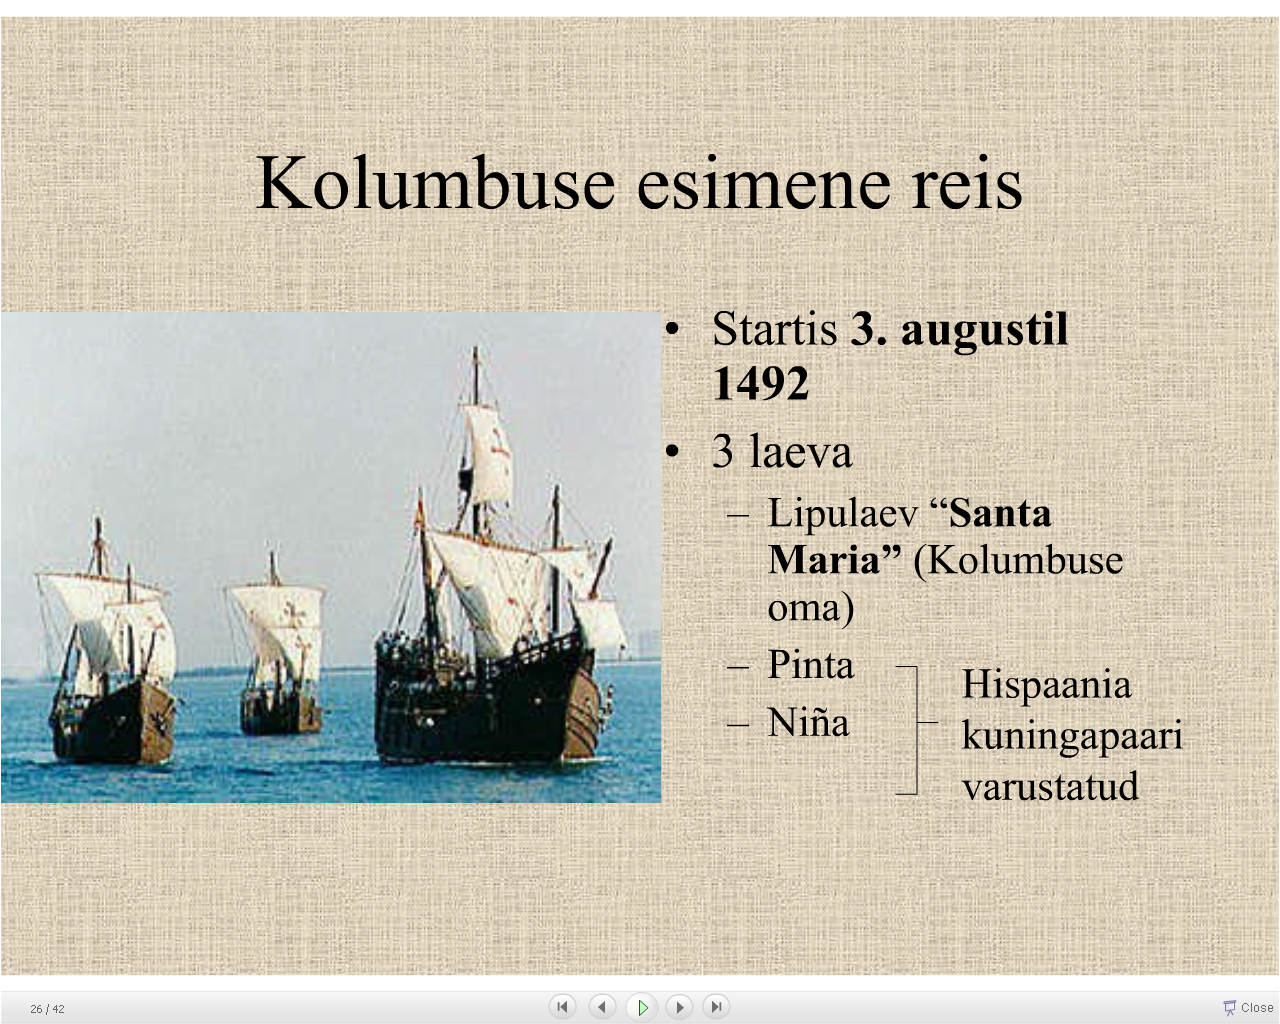 Kolumbuse esimene reis
• Startis 3. augustil
1492
• 3 laeva
– Lipulaev “Santa
Maria” (Kolumbuse
oma)
– Pinta
– Niña
Hispaania
kuningapaari
varustatud
26 / 42
Close